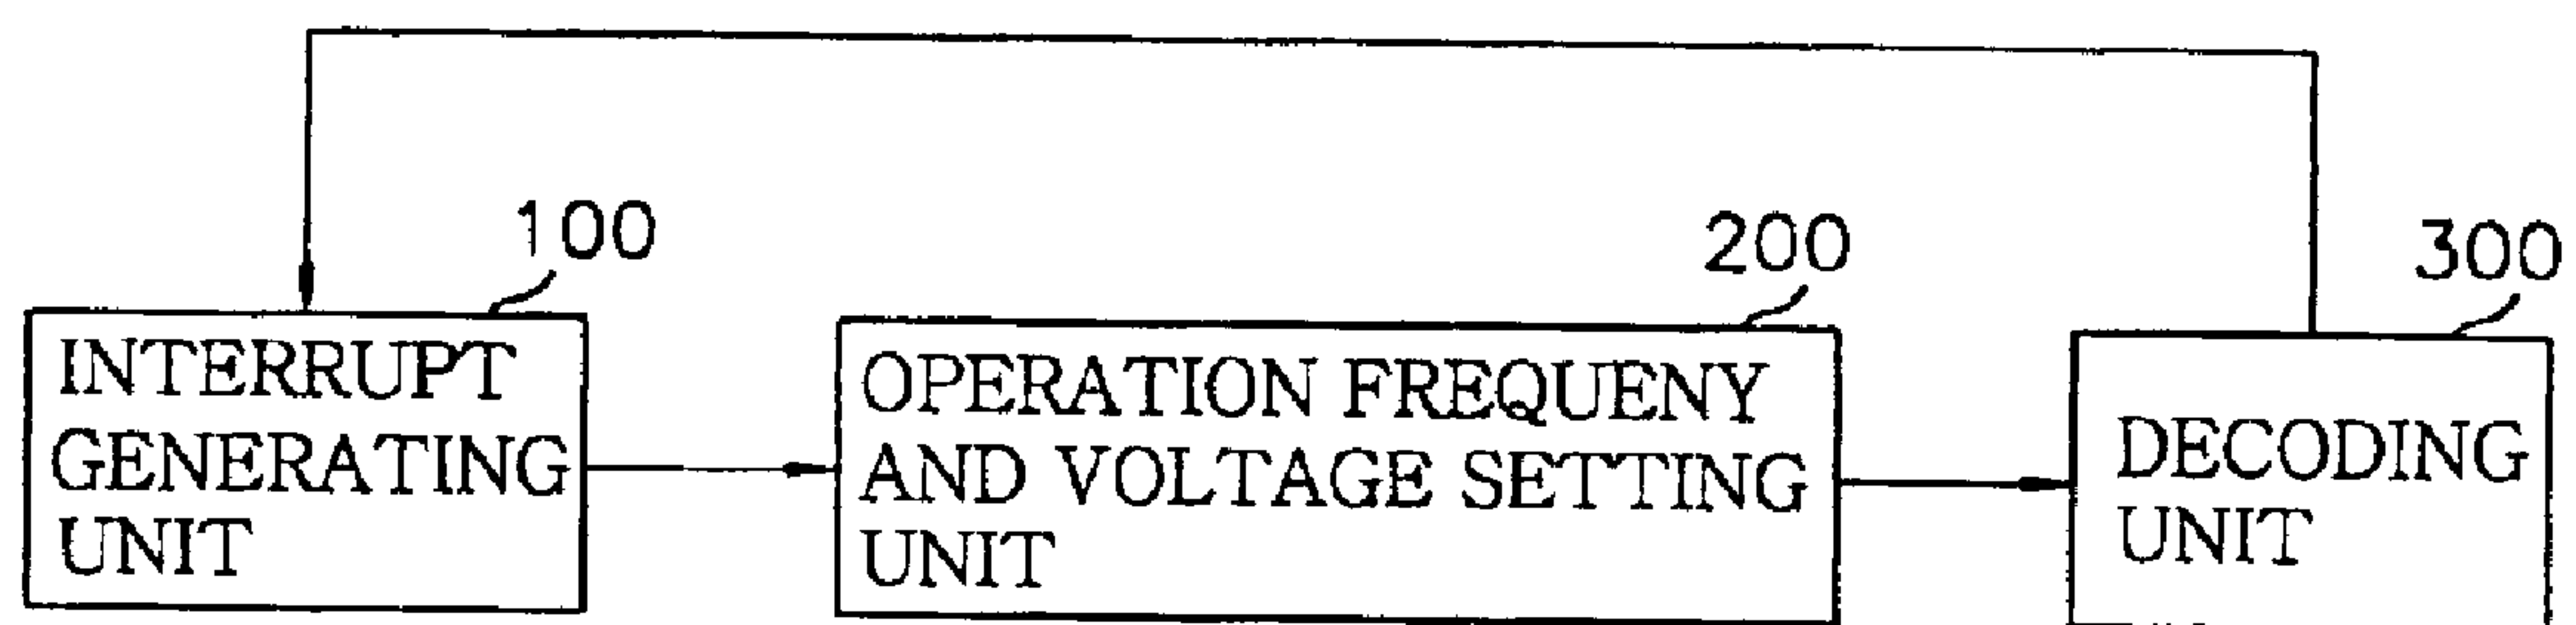 100
200
300
INTERRUPT
GENERATING
UNIT
OPERATION FREQUENY
AND VOLTAGE SETTING
UNIT
DECODING
UNIT